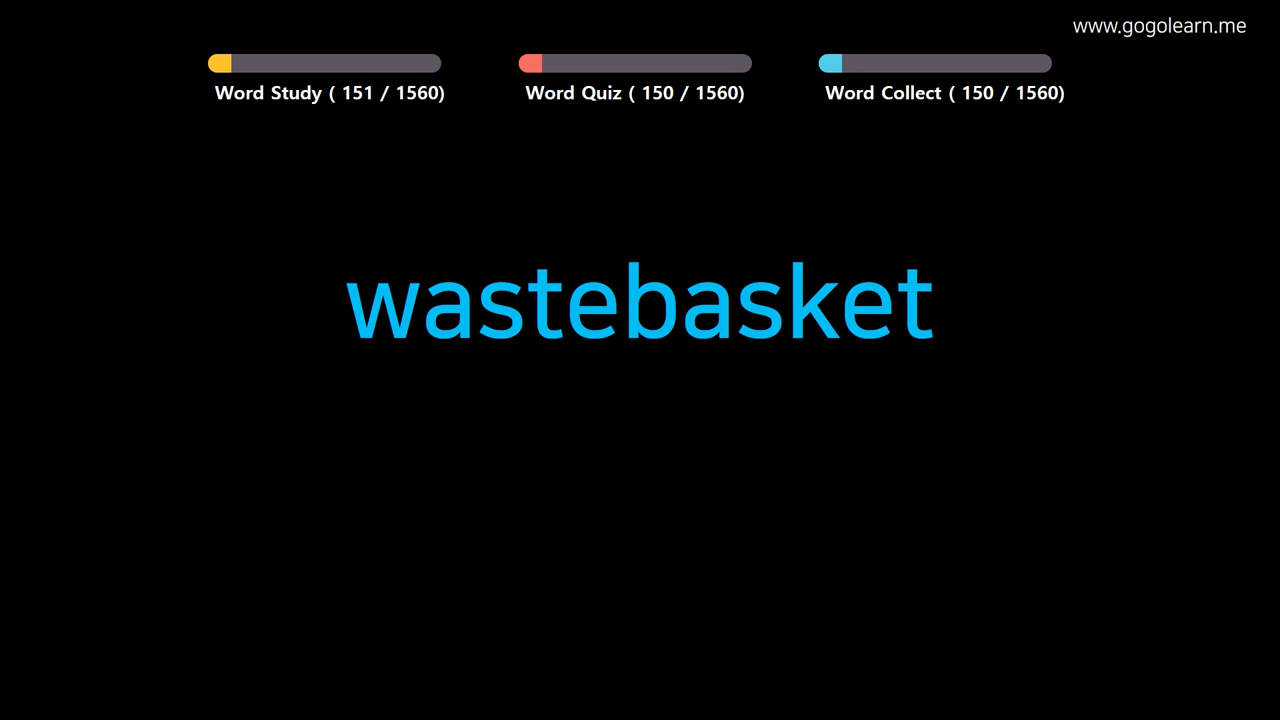 www.gogolearn.me
Word Study ( 151 / 1560)
Word Quiz ( 150 / 1560)
Word Collect ( 150 / 1560)
wastebasket